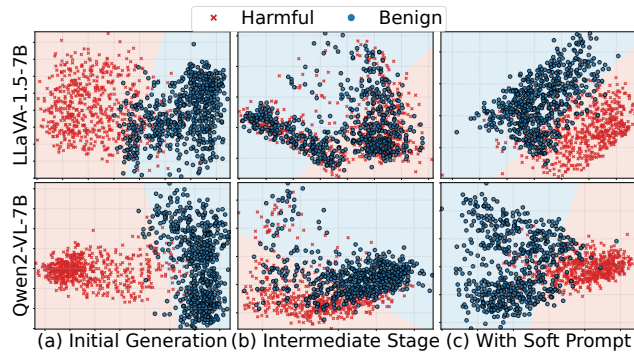 Harmful Benign
LLaVA-1.5-7B
Qwen2-VL-7B
(a) Initial Generation (b) Intermediate Stage (c) With Soft Prompt